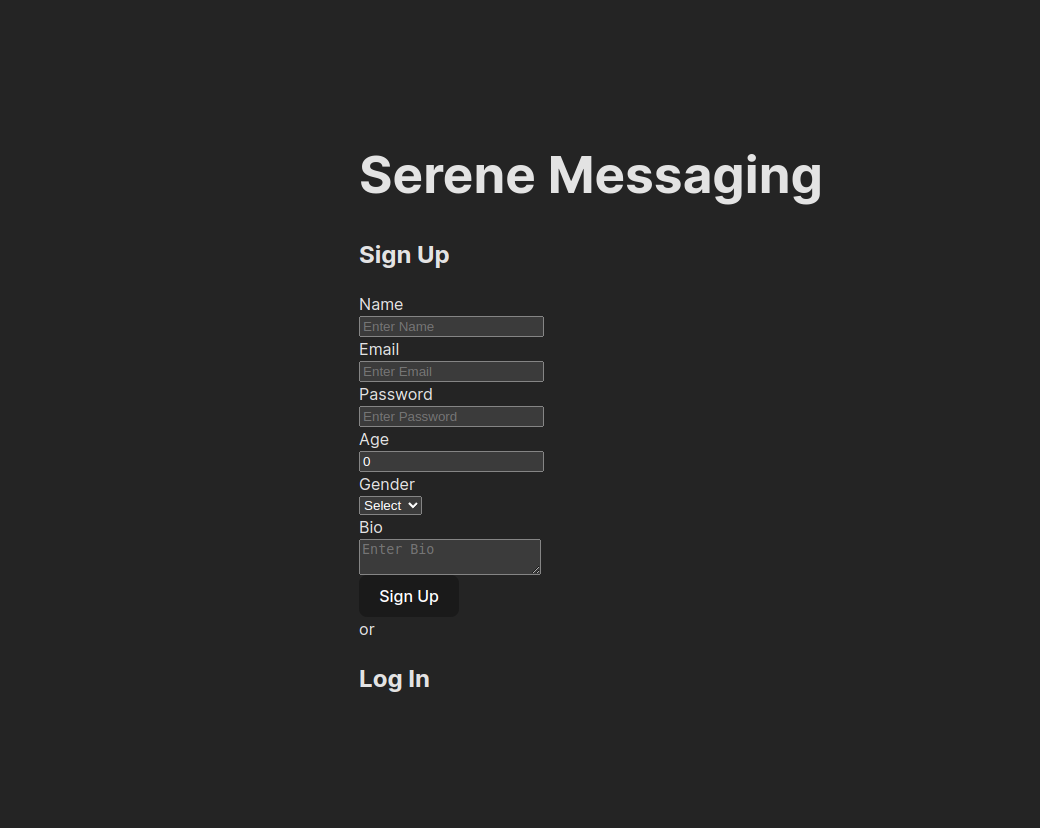 Serene Messaging
Sign Up
Name
Enter Name
Email
Enter Email
Password
Enter Password
Age
0
Gender
Select
Bio
Enter Bio
Sign Up
or
Log In